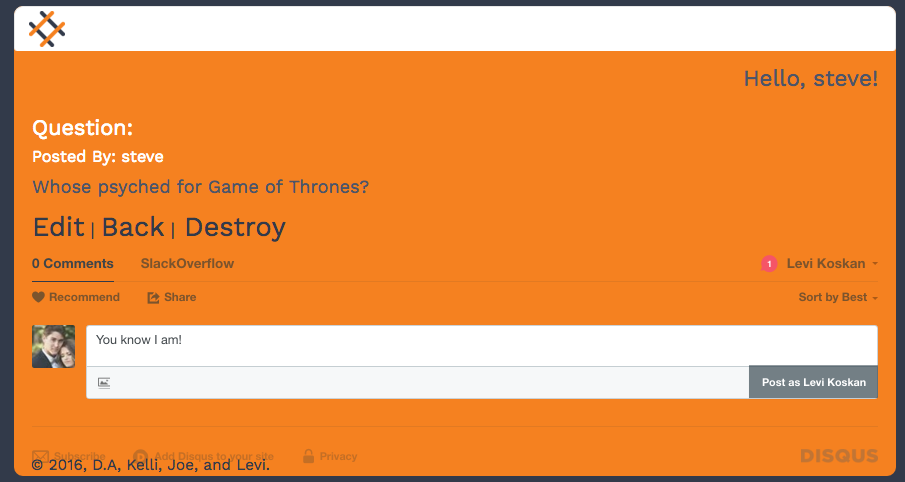 Hello, steve!
Question:
Posted By: steve
Whose psyched for Game of Thrones?
Edit | Back | Destroy
0 Comments SlackOverflow 1 Levi Koskan
Recommend Share Sort by Best
You know I am!
Post as Levi Koskan
Subscribe Add Disqus to your site Privacy DISQUS
© 2016, D.A, Kelli, Joe, and Levi.